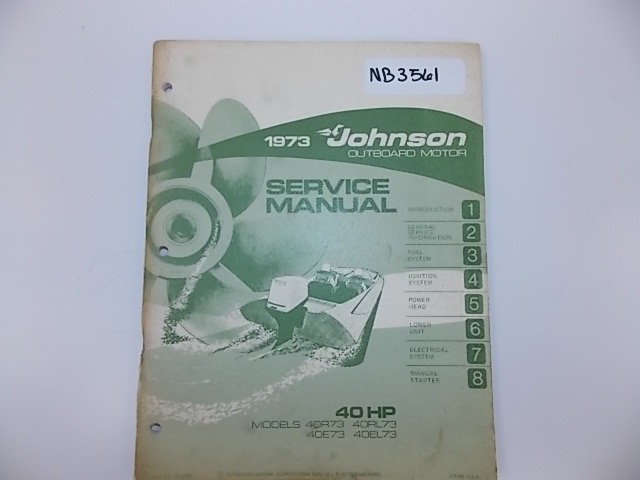 NB3561
1973 Johnson
OUTBOARD MOTOR
SERVICE
MANUAL
INTRODUCTION 1
GENERAL
SERVICE
INFORMATION 2
FUEL
SYSTEM 3
IGNITION
SYSTEM 4
POWER
HEAD 5
LOWER
UNIT 6
ELECTRICAL
SYSTEM 7
MANUAL
STARTER 8
40 HP
MODELS 40R73 40RL73
40E73 40EL73